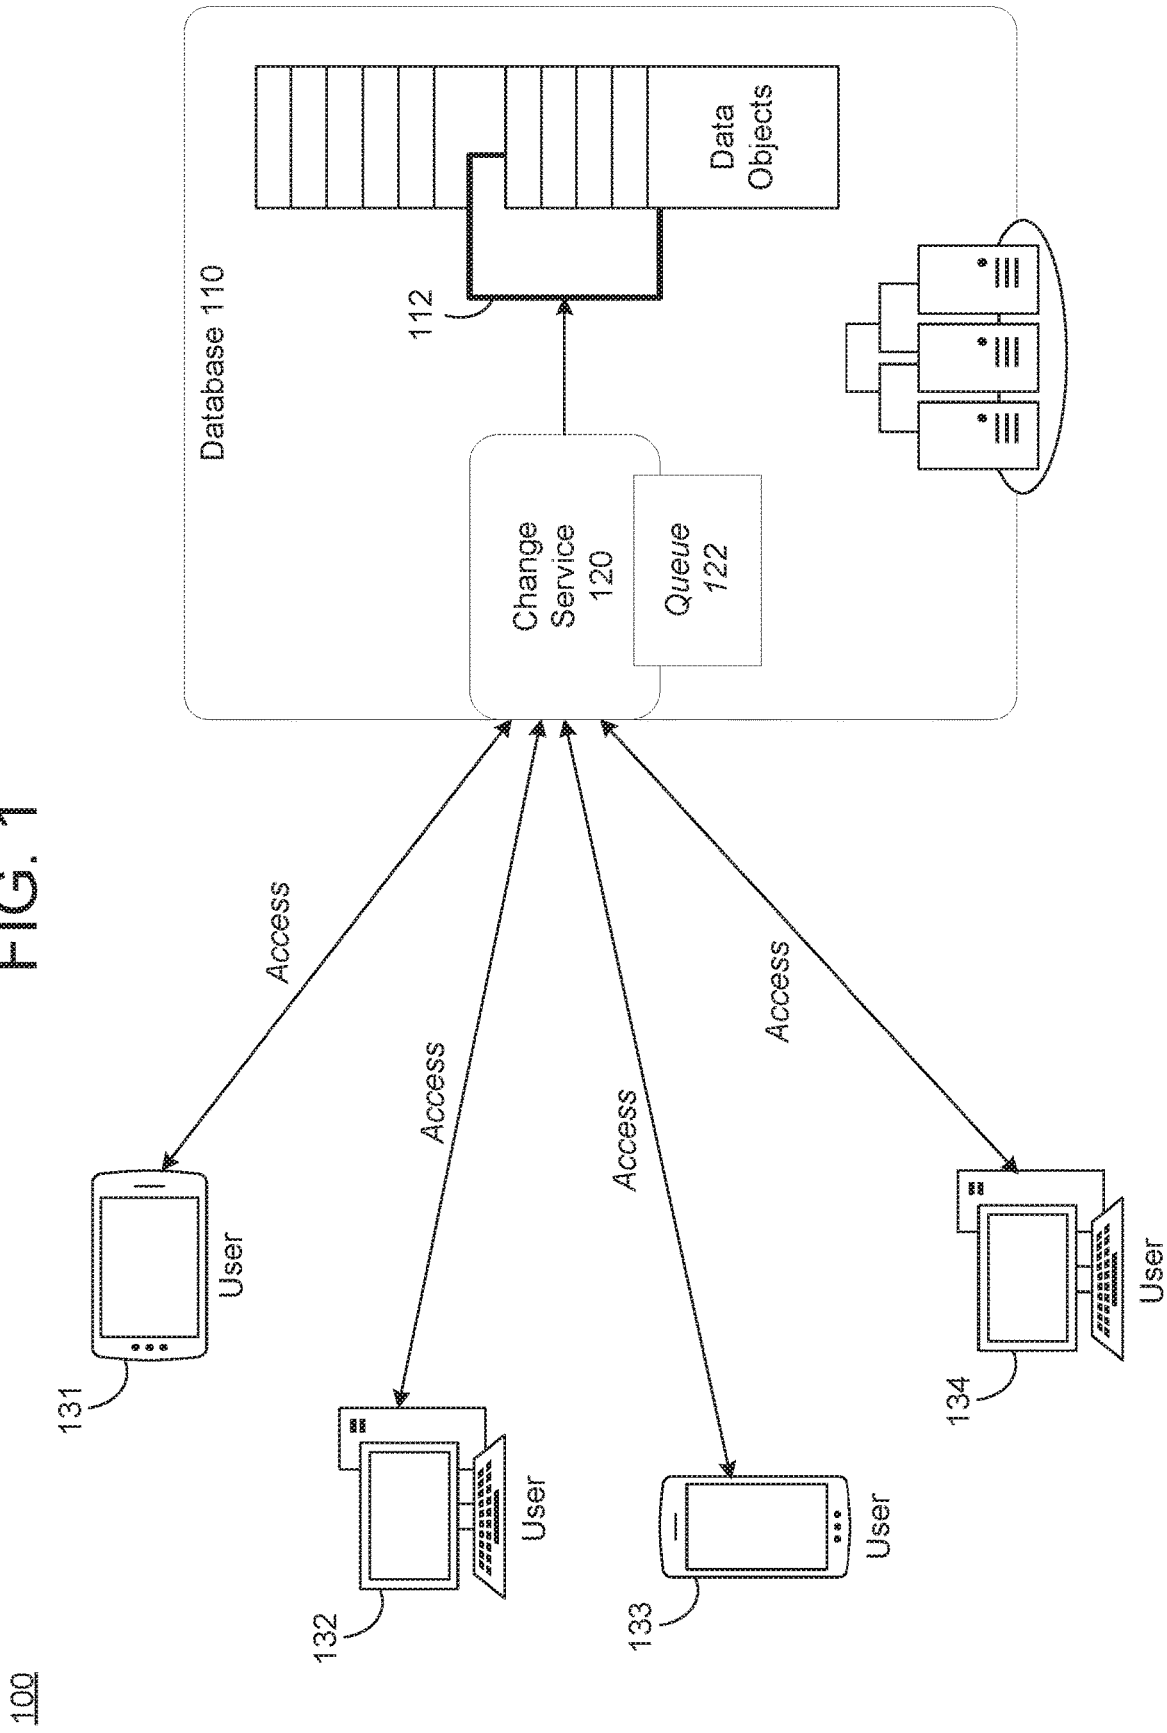 100
FIG. 1
131
User
Access
132
User
Access
133
User
Access
134
User
Access
Database 110
Change
Service
120
Queue
122
112
Data
Objects